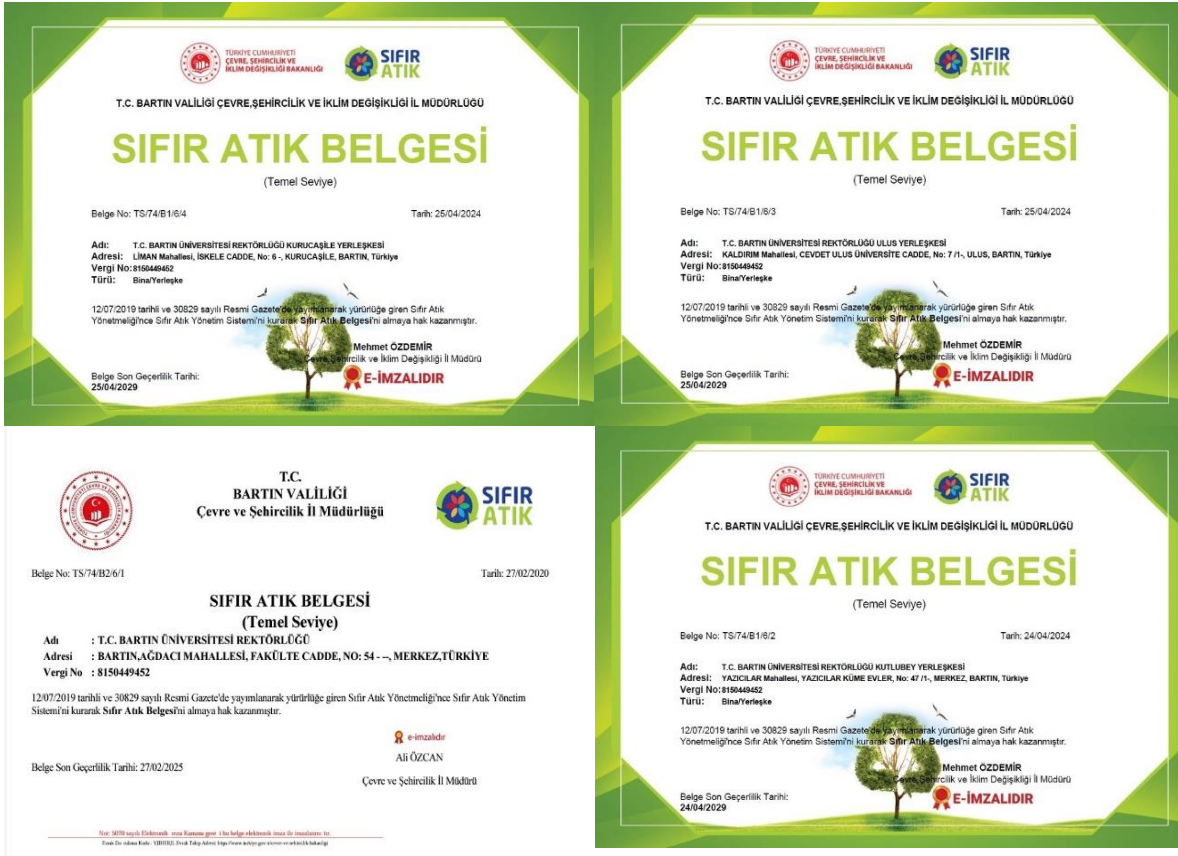 TÜRKİYE CUMHURİYETİ
ÇEVRE, ŞEHİRCİLİK VE
İKLİM DEĞİŞİKLİĞİ BAKANLIĞI
SIFIR
ATIK
T.C. BARTIN VALİLİĞİ ÇEVRE,ŞEHİRCİLİK VE İKLİM DEĞİŞİKLİĞİ İL MÜDÜRLÜĞÜ
SIFIR ATIK BELGESİ
(Temel Seviye)
Belge No: TS/74/B1/6/4 Tarih: 25/04/2024
Adı: T.C. BARTIN ÜNİVERSİTESİ REKTÖRLÜĞÜ KURUCAŞİLE YERLEŞKESİ
Adresi: LİMAN Mahallesi, İSKELE CADDE, No: 6 -, KURUCAŞİLE, BARTIN, Türkiye
Vergi No:8150449452
Türü: Bina/Yerleşke
12/07/2019 tarihli ve 30829 sayılı Resmi Gazete'de yayımlanarak yürürlüğe giren Sıfır Atık
Yönetmeliği'nce Sıfır Atık Yönetim Sistemi'ni kurarak Sıfır Atık Belgesi'ni almaya hak kazanmıştır.
Mehmet ÖZDEMİR
Çevre,Şehircilik ve İklim Değişikliği İl Müdürü
E-İMZALIDIR
Belge Son Geçerlilik Tarihi:
25/04/2029
TÜRKİYE CUMHURİYETİ
ÇEVRE, ŞEHİRCİLİK VE
İKLİM DEĞİŞİKLİĞİ BAKANLIĞI
SIFIR
ATIK
T.C. BARTIN VALİLİĞİ ÇEVRE,ŞEHİRCİLİK VE İKLİM DEĞİŞİKLİĞİ İL MÜDÜRLÜĞÜ
SIFIR ATIK BELGESİ
(Temel Seviye)
Belge No: TS/74/B1/6/3 Tarih: 25/04/2024
Adı: T.C. BARTIN ÜNİVERSİTESİ REKTÖRLÜĞÜ ULUS YERLEŞKESİ
Adresi: KALDIRIM Mahallesi, CEVDET ULUS ÜNİVERSİTE CADDE, No: 7 /1-, ULUS, BARTIN, Türkiye
Vergi No:8150449452
Türü: Bina/Yerleşke
12/07/2019 tarihli ve 30829 sayılı Resmi Gazete'de yayımlanarak yürürlüğe giren Sıfır Atık
Yönetmeliği'nce Sıfır Atık Yönetim Sistemi'ni kurarak Sıfır Atık Belgesi'ni almaya hak kazanmıştır.
Mehmet ÖZDEMİR
Çevre,Şehircilik ve İklim Değişikliği İl Müdürü
E-İMZALIDIR
Belge Son Geçerlilik Tarihi:
25/04/2029
T.C.
BARTIN VALİLİĞİ
Çevre ve Şehircilik İl Müdürlüğü
SIFIR
ATIK
Belge No: TS/74/B2/6/1 Tarih: 27/02/2020
SIFIR ATIK BELGESİ
(Temel Seviye)
Adı : T.C. BARTIN ÜNİVERSİTESİ REKTÖRLÜĞÜ
Adresi : BARTIN,AĞDACI MAHALLESİ, FAKÜLTE CADDE, NO: 54 - --, MERKEZ,TÜRKİYE
Vergi No : 8150449452
12/07/2019 tarihli ve 30829 sayılı Resmi Gazete'de yayımlanarak yürürlüğe giren Sıfır Atık Yönetmeliği'nce Sıfır Atık Yönetim
Sistemi'ni kurarak Sıfır Atık Belgesi'ni almaya hak kazanmıştır.
e-imzalıdır
Ali ÖZCAN
Belge Son Geçerlilik Tarihi: 27/02/2025
Çevre ve Şehircilik İl Müdürü
Not: 5070 sayılı Elektronik imza Kanunu bu belge elektronik imza ile imzalanmıştır.
TÜRKİYE CUMHURİYETİ
ÇEVRE, ŞEHİRCİLİK VE
İKLİM DEĞİŞİKLİĞİ BAKANLIĞI
SIFIR
ATIK
T.C. BARTIN VALİLİĞİ ÇEVRE,ŞEHİRCİLİK VE İKLİM DEĞİŞİKLİĞİ İL MÜDÜRLÜĞÜ
SIFIR ATIK BELGESİ
(Temel Seviye)
Belge No: TS/74/B1/6/2 Tarih: 24/04/2024
Adı: T.C. BARTIN ÜNİVERSİTESİ REKTÖRLÜĞÜ KUTLUBEY YERLEŞKESİ
Adresi: YAZICILAR Mahallesi, YAZICILAR KÜME EVLER, No: 47 /1-, MERKEZ, BARTIN, Türkiye
Vergi No:8150449452
Türü: Bina/Yerleşke
12/07/2019 tarihli ve 30829 sayılı Resmi Gazete'de yayımlanarak yürürlüğe giren Sıfır Atık
Yönetmeliği'nce Sıfır Atık Yönetim Sistemi'ni kurarak Sıfır Atık Belgesi'ni almaya hak kazanmıştır.
Mehmet ÖZDEMİR
Çevre,Şehircilik ve İklim Değişikliği İl Müdürü
E-İMZALIDIR
Belge Son Geçerlilik Tarihi:
24/04/2029